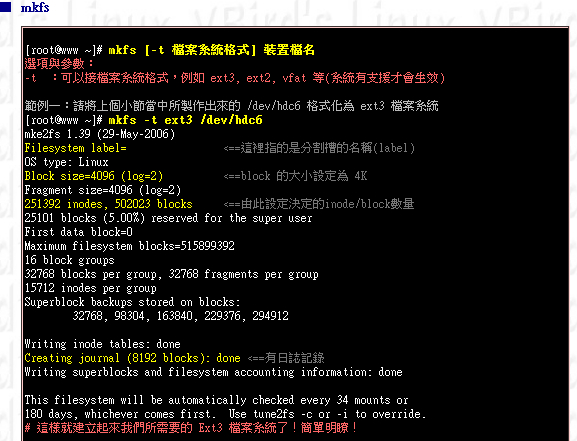 mkfs
[root@www ~]# mkfs [-t 檔案系統格式] 裝置檔名
選項與參數：
-t  ：可以接檔案系統格式，例如 ext3, ext2, vfat 等(系統有支援才會生效)
範例一：請將上個小節當中所製作出來的 /dev/hdc6 格式化為 ext3 檔案系統
[root@www ~]# mkfs -t ext3 /dev/hdc6
mke2fs 1.39 (29-May-2006)
Filesystem label=                <==這裡指的是分割槽的名稱(label)
OS type: Linux
Block size=4096 (log=2)          <==block 的大小設定為 4K
Fragment size=4096 (log=2)
251392 inodes, 502023 blocks     <==由此設定決定的inode/block數量
25101 blocks (5.00%) reserved for the super user
First data block=0
Maximum filesystem blocks=515899392
16 block groups
32768 blocks per group, 32768 fragments per group
15712 inodes per group
Superblock backups stored on blocks:
        32768, 98304, 163840, 229376, 294912
Writing inode tables: done
Creating journal (8192 blocks): done <==有日誌記錄
Writing superblocks and filesystem accounting information: done
This filesystem will be automatically checked every 34 mounts or
180 days, whichever comes first.  Use tune2fs -c or -i to override.
# 這樣就建立起來我們所需要的 Ext3 檔案系統了！簡單明瞭！